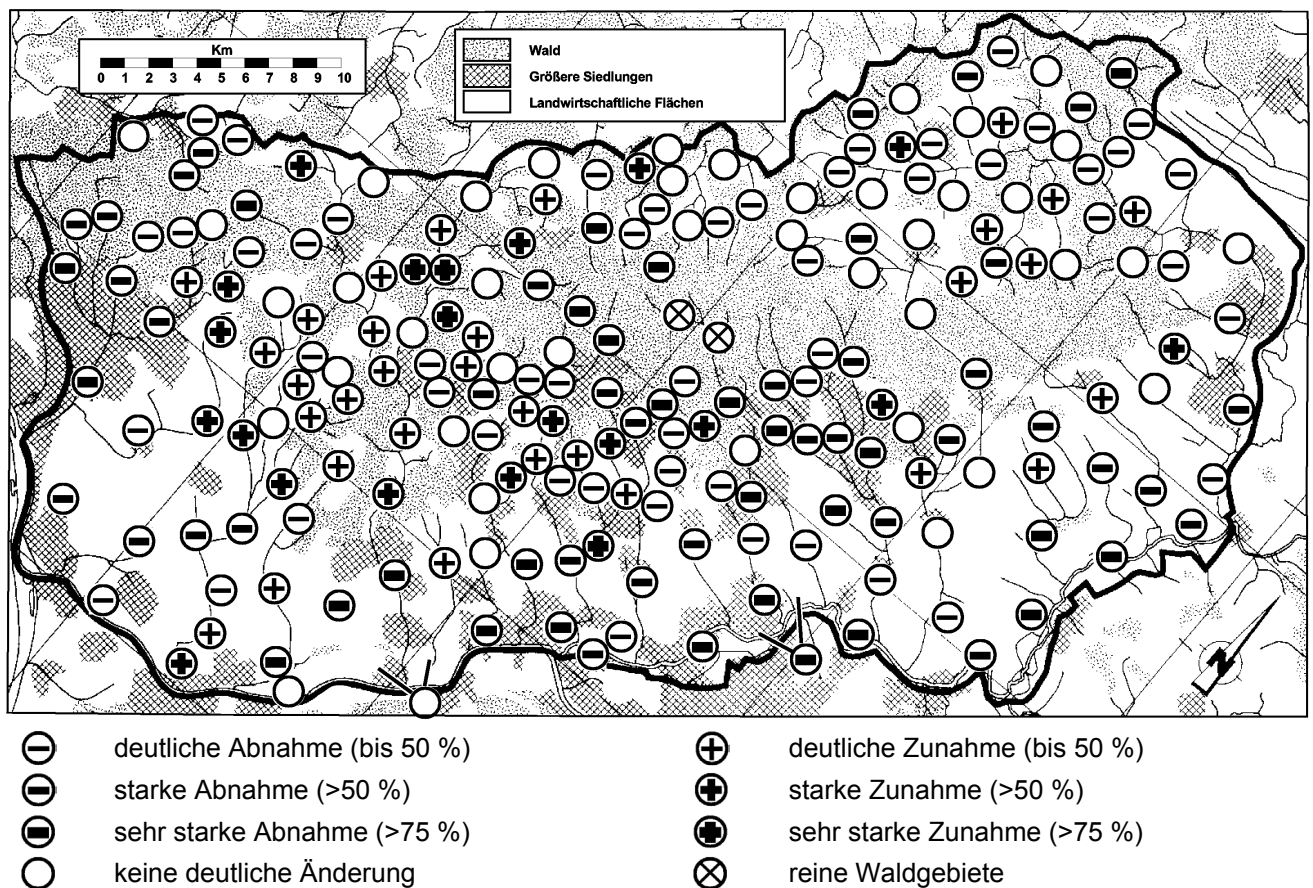 Km
0 1 2 3 4 5 6 7 8 9 10
Wald
Größere Siedlungen
Landwirtschaftliche Flächen
N
deutliche Abnahme (bis 50 %)
starke Abnahme (>50 %)
sehr starke Abnahme (>75 %)
keine deutliche Änderung
deutliche Zunahme (bis 50 %)
starke Zunahme (>50 %)
sehr starke Zunahme (>75 %)
reine Waldgebiete